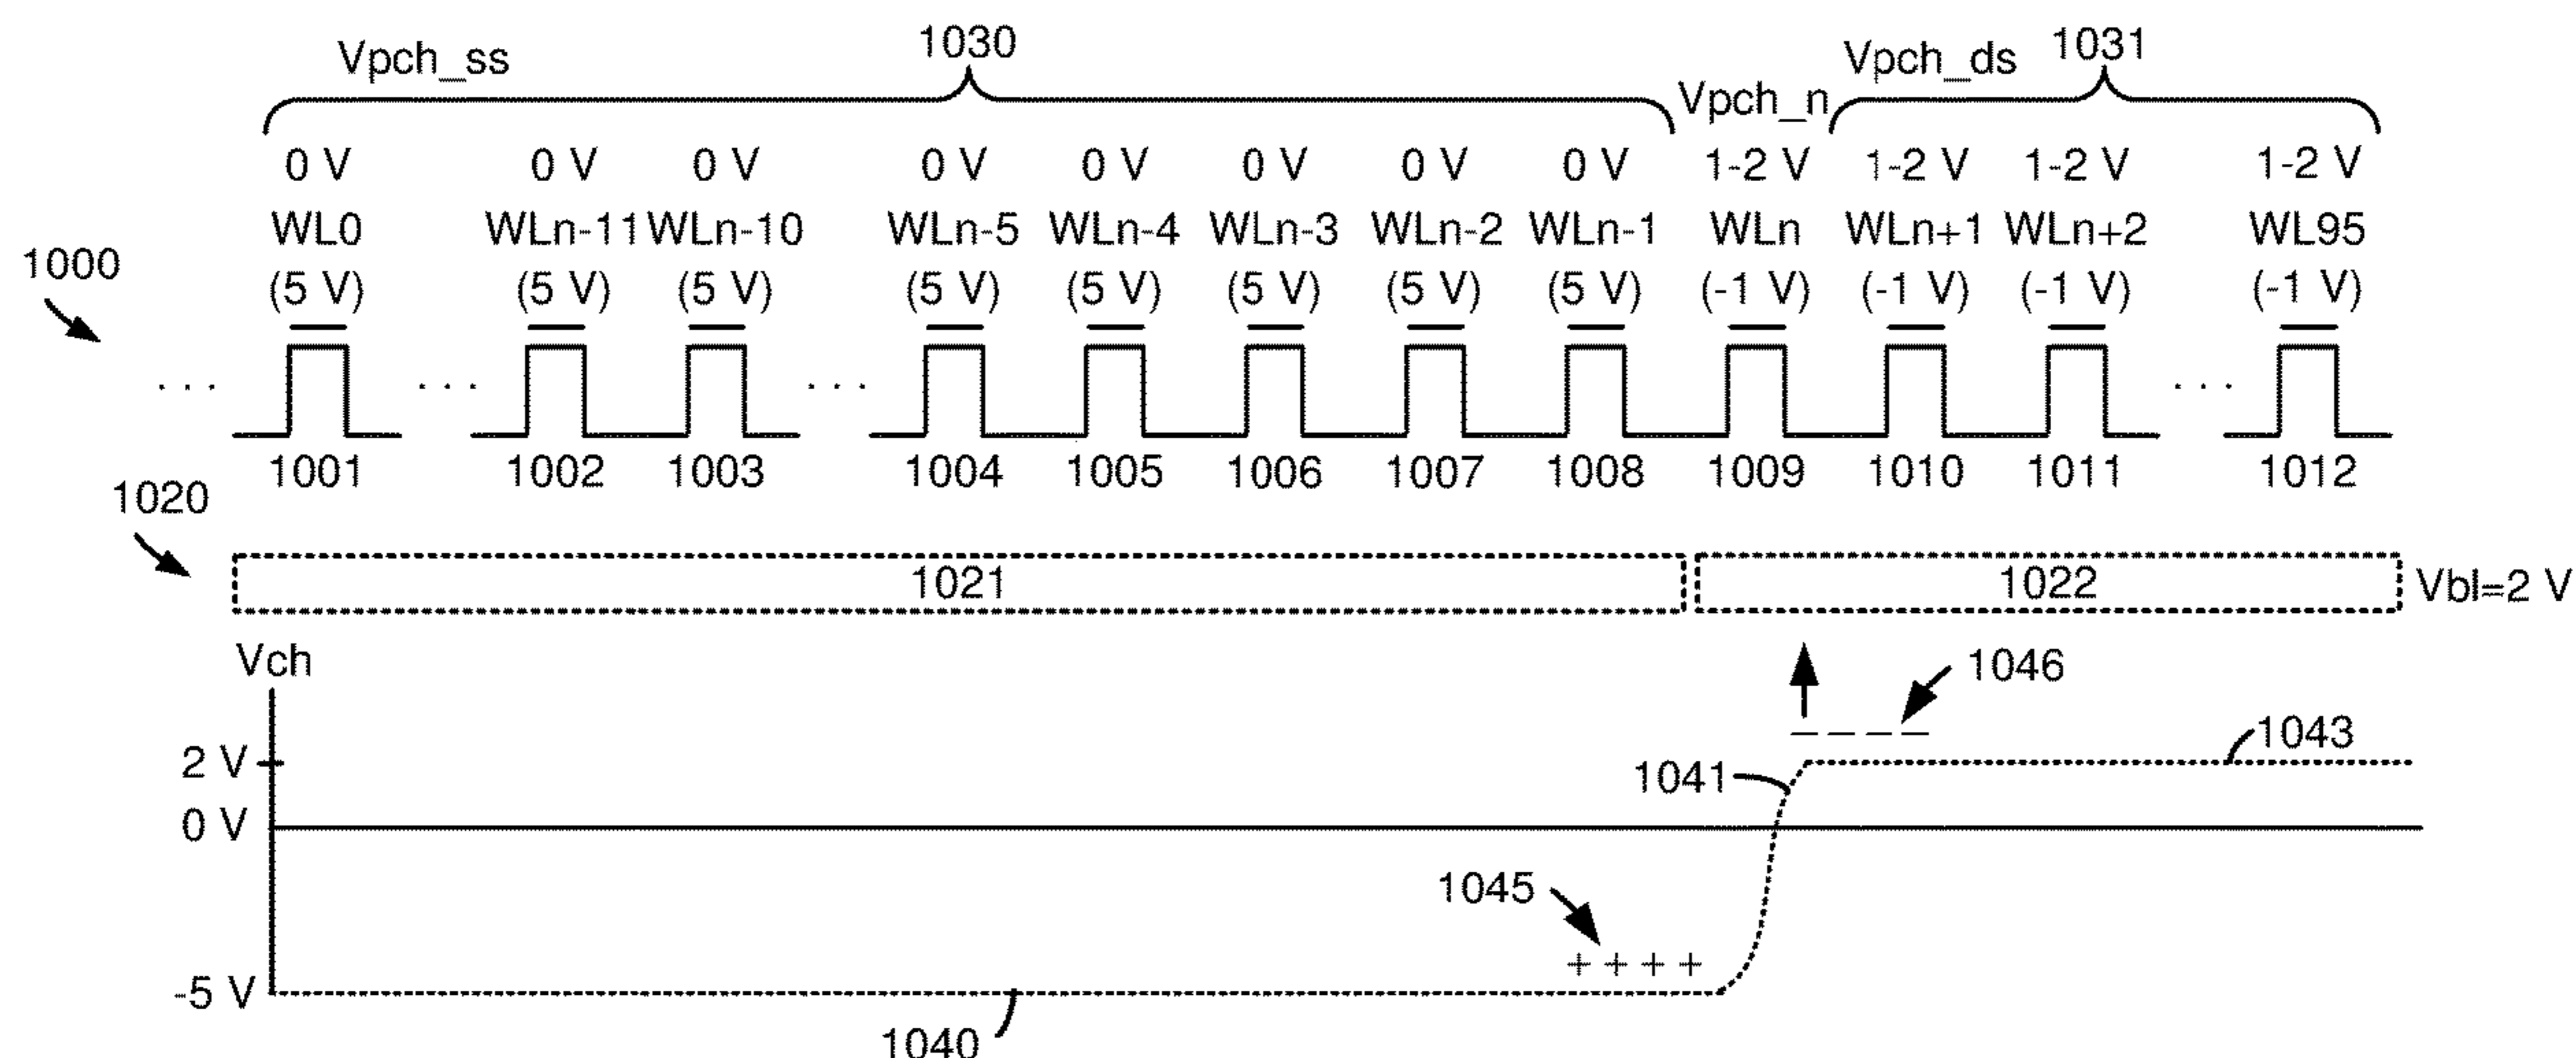 Vpch_ss 1030 Vpch_n Vpch_ds 1031
0 V 0 V 0 V 0 V 0 V 0 V 0 V 0 V 1-2 V 1-2 V 1-2 V 1-2 V
WL0 WLn-11 WLn-10 WLn-5 WLn-4 WLn-3 WLn-2 WLn-1 WLn WLn+1 WLn+2 WL95
1000 (5 V) (5 V) (5 V) (5 V) (5 V) (5 V) (5 V) (5 V) (-1 V) (-1 V) (-1 V) (-1 V)
. . . . . . . . . . . .
1001 1002 1003 1004 1005 1006 1007 1008 1009 1010 1011 1012
1020
1021 1022 Vbl=2 V
Vch
1046
2 V 1041 1043
0 V
1045
+ + + +
-5 V
1040